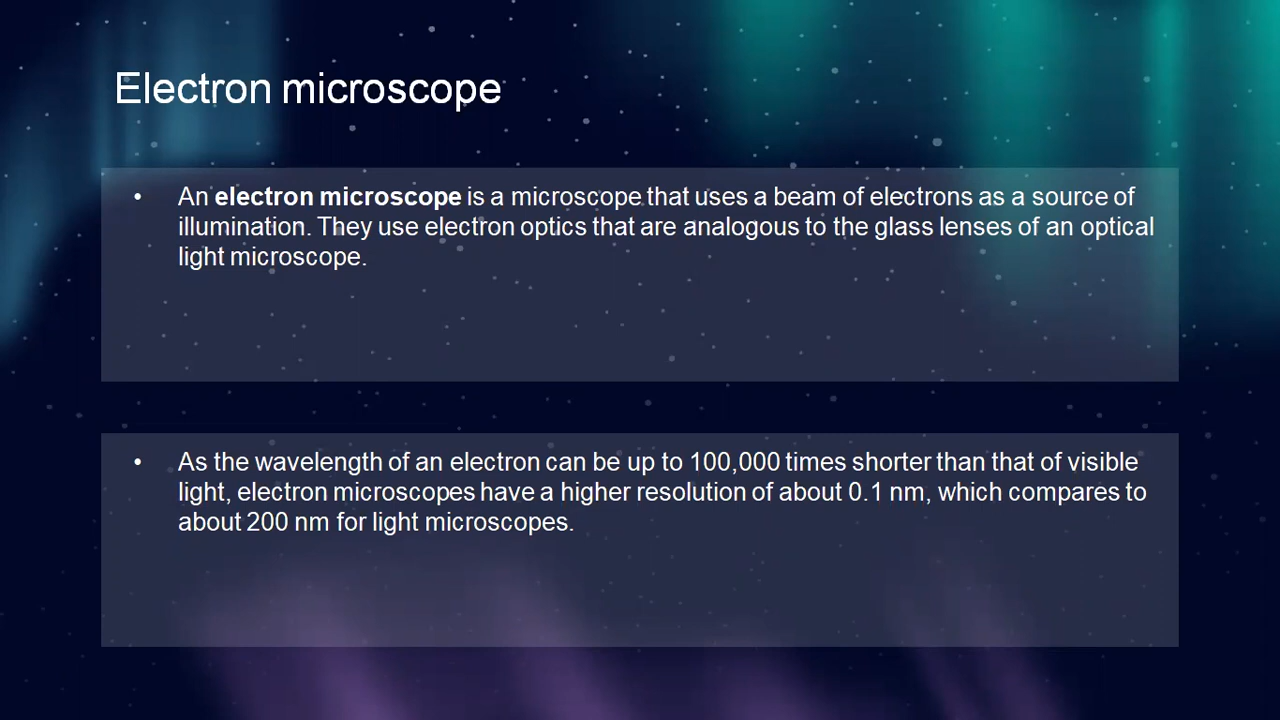 Electron microscope
• An electron microscope is a microscope that uses a beam of electrons as a source of
illumination. They use electron optics that are analogous to the glass lenses of an optical
light microscope.
• As the wavelength of an electron can be up to 100,000 times shorter than that of visible
light, electron microscopes have a higher resolution of about 0.1 nm, which compares to
about 200 nm for light microscopes.